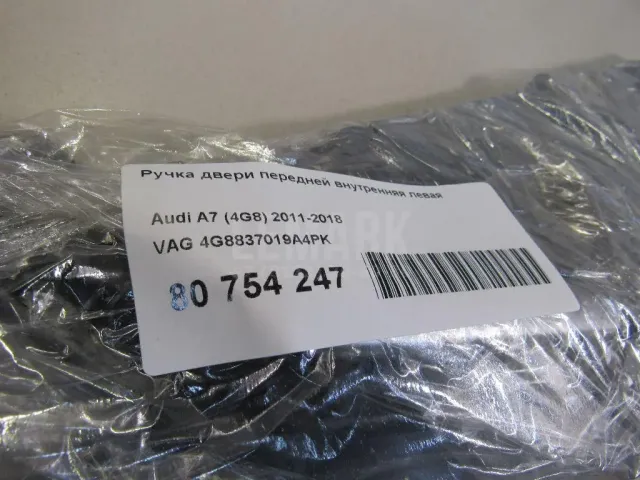 Ручка двери передней внутренняя левая
Audi A7 (4G8) 2011-2018
VAG 4G8837019A4PK
80 754 247